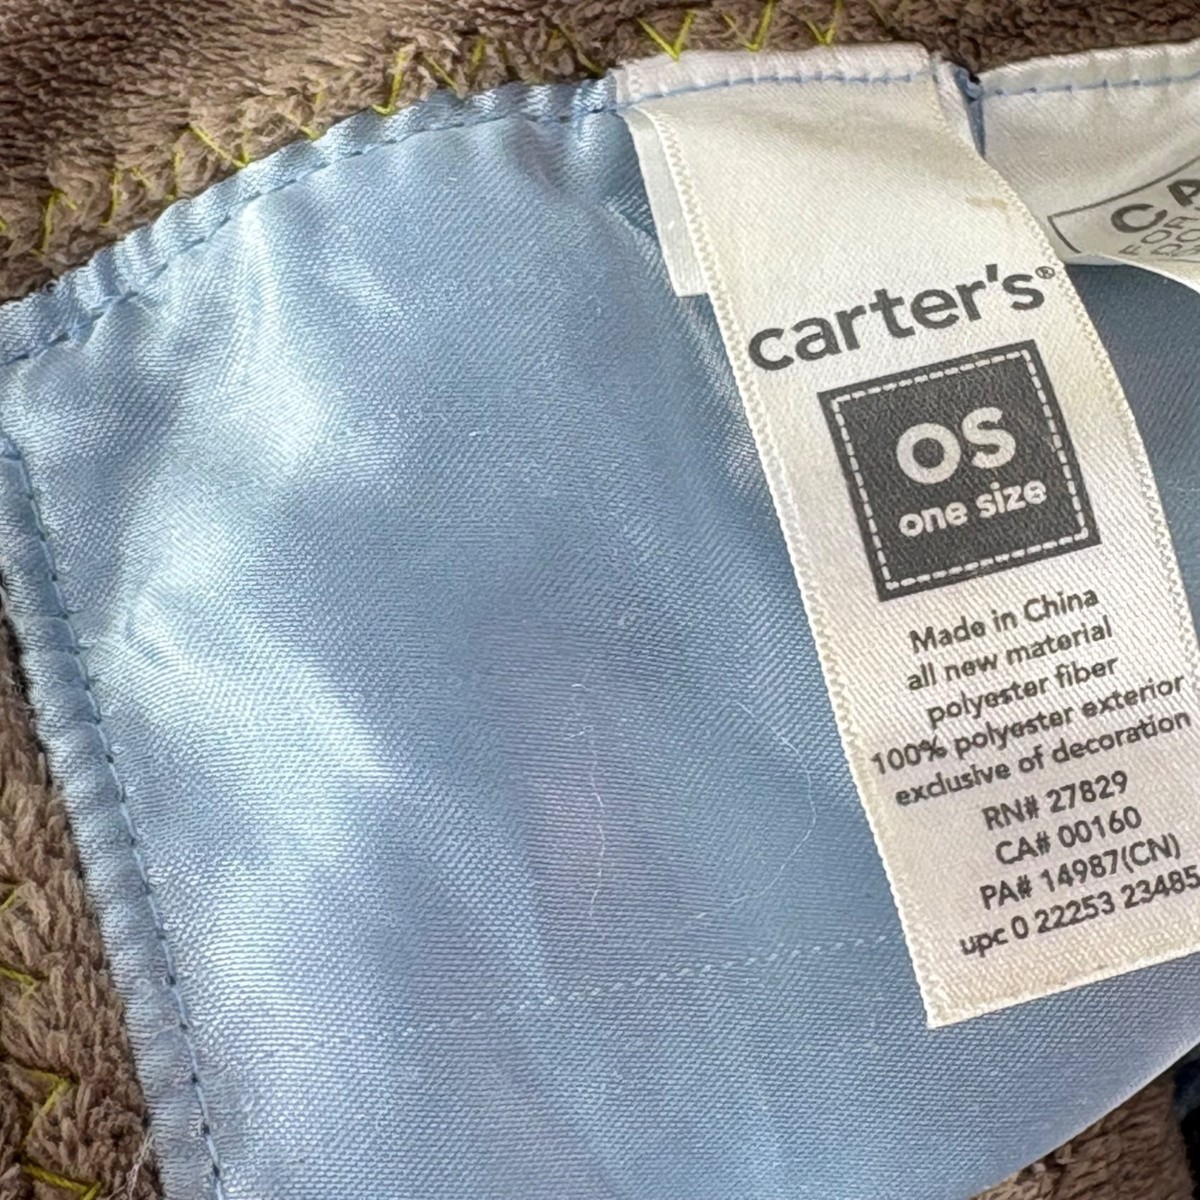 carter's®
OS
one size
Made in China
all new material
polyester fiber
100% polyester exterior
exclusive of decoration
RN# 27829
CA# 00160
PA# 14987(CN)
upc 0 22253 23485